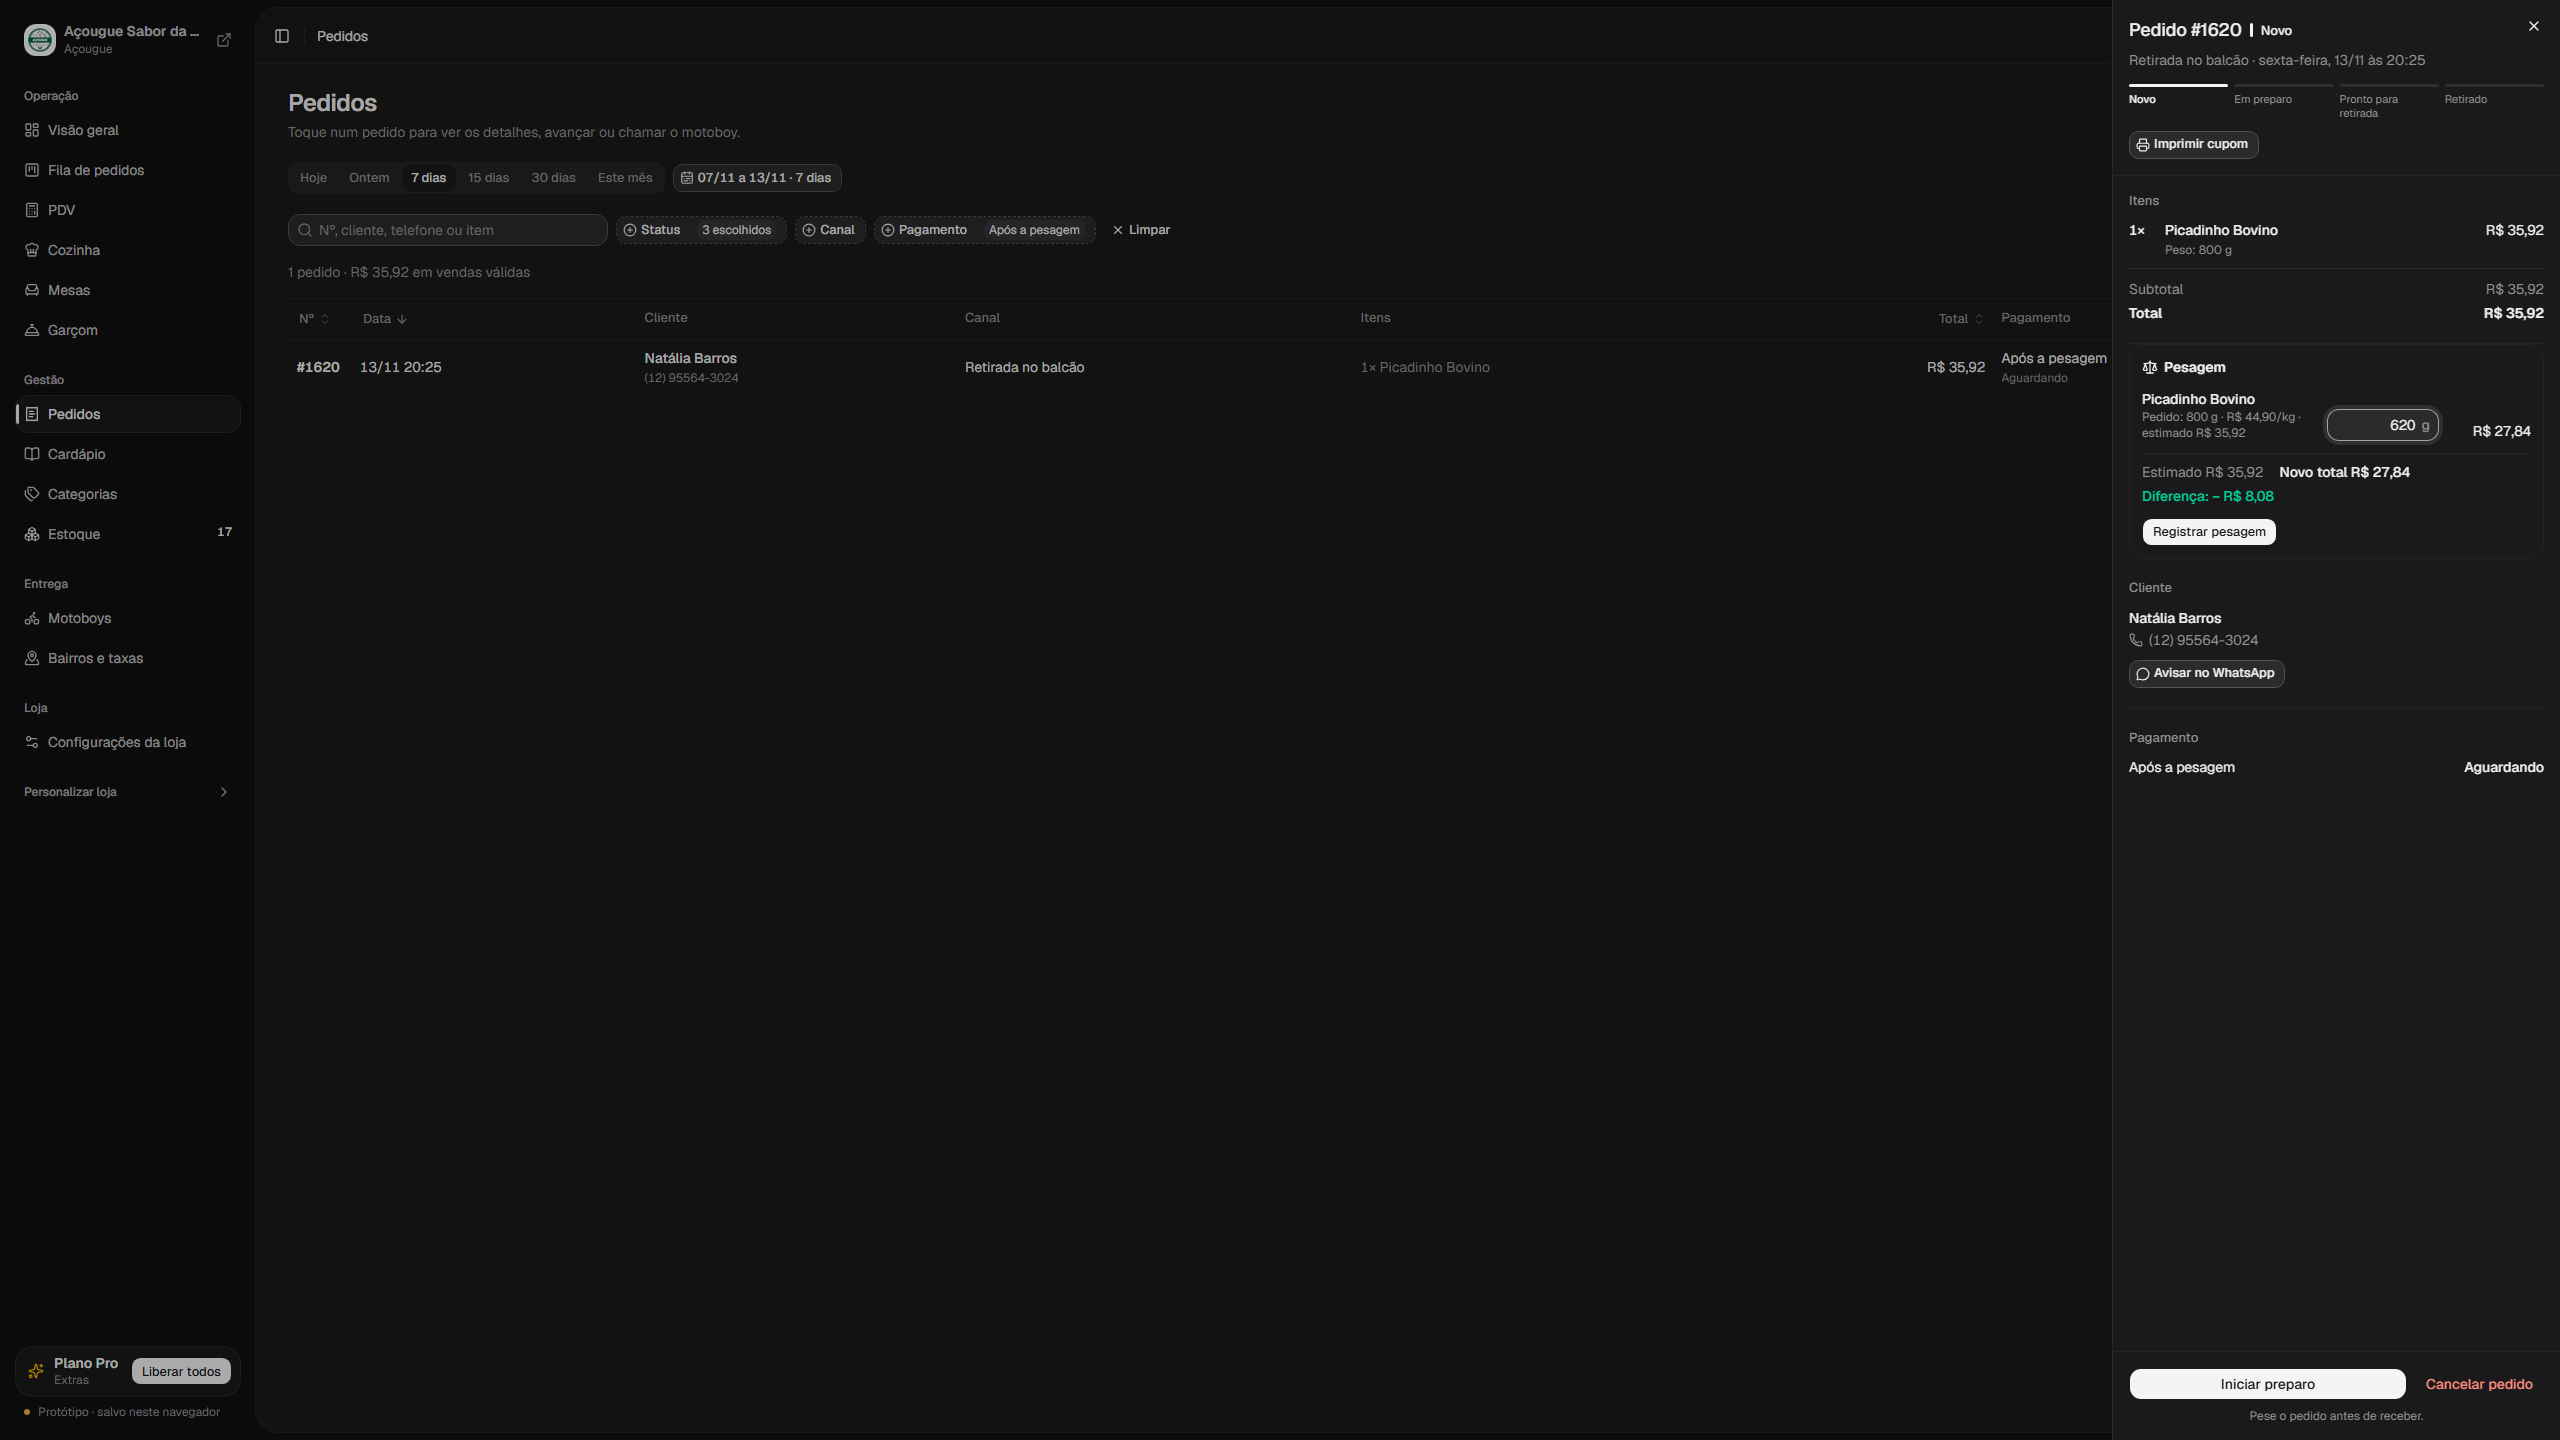 Açougue Sabor da ...
Açougue
Operação
Visão geral
Fila de pedidos
PDV
Cozinha
Mesas
Garçom
Gestão
Pedidos
Cardápio
Categorias
Estoque
17
Entrega
Motoboys
Bairros e taxas
Loja
Configurações da loja
Personalizar loja
Plano Pro
Extras
Liberar todos
Protótipo · salvo neste navegador
Pedidos
Pedidos
Toque num pedido para ver os detalhes, avançar ou chamar o motoboy.
Hoje Ontem 7 dias 15 dias 30 dias Este mês 07/11 a 13/11 · 7 dias
Nº, cliente, telefone ou item Status 3 escolhidos Canal Pagamento Após a pesagem Limpar
1 pedido · R$ 35,92 em vendas válidas
Nº Data Cliente Canal Itens Total Pagamento
#1620 13/11 20:25 Natália Barros Retirada no balcão 1× Picadinho Bovino R$ 35,92 Após a pesagem
(12) 95564-3024 Aguardando
Pedido #1620 Novo
Retirada no balcão · sexta-feira, 13/11 às 20:25
Novo Em preparo Pronto para retirada Retirado
Imprimir cupom
Itens
1× Picadinho Bovino R$ 35,92
Peso: 800 g
Subtotal R$ 35,92
Total R$ 35,92
Pesagem
Picadinho Bovino
Pedido: 800 g · R$ 44,90/kg ·
estimado R$ 35,92
620 g R$ 27,84
Estimado R$ 35,92 Novo total R$ 27,84
Diferença: − R$ 8,08
Registrar pesagem
Cliente
Natália Barros
(12) 95564-3024
Avisar no WhatsApp
Pagamento
Após a pesagem Aguardando
Iniciar preparo Cancelar pedido
Pese o pedido antes de receber.